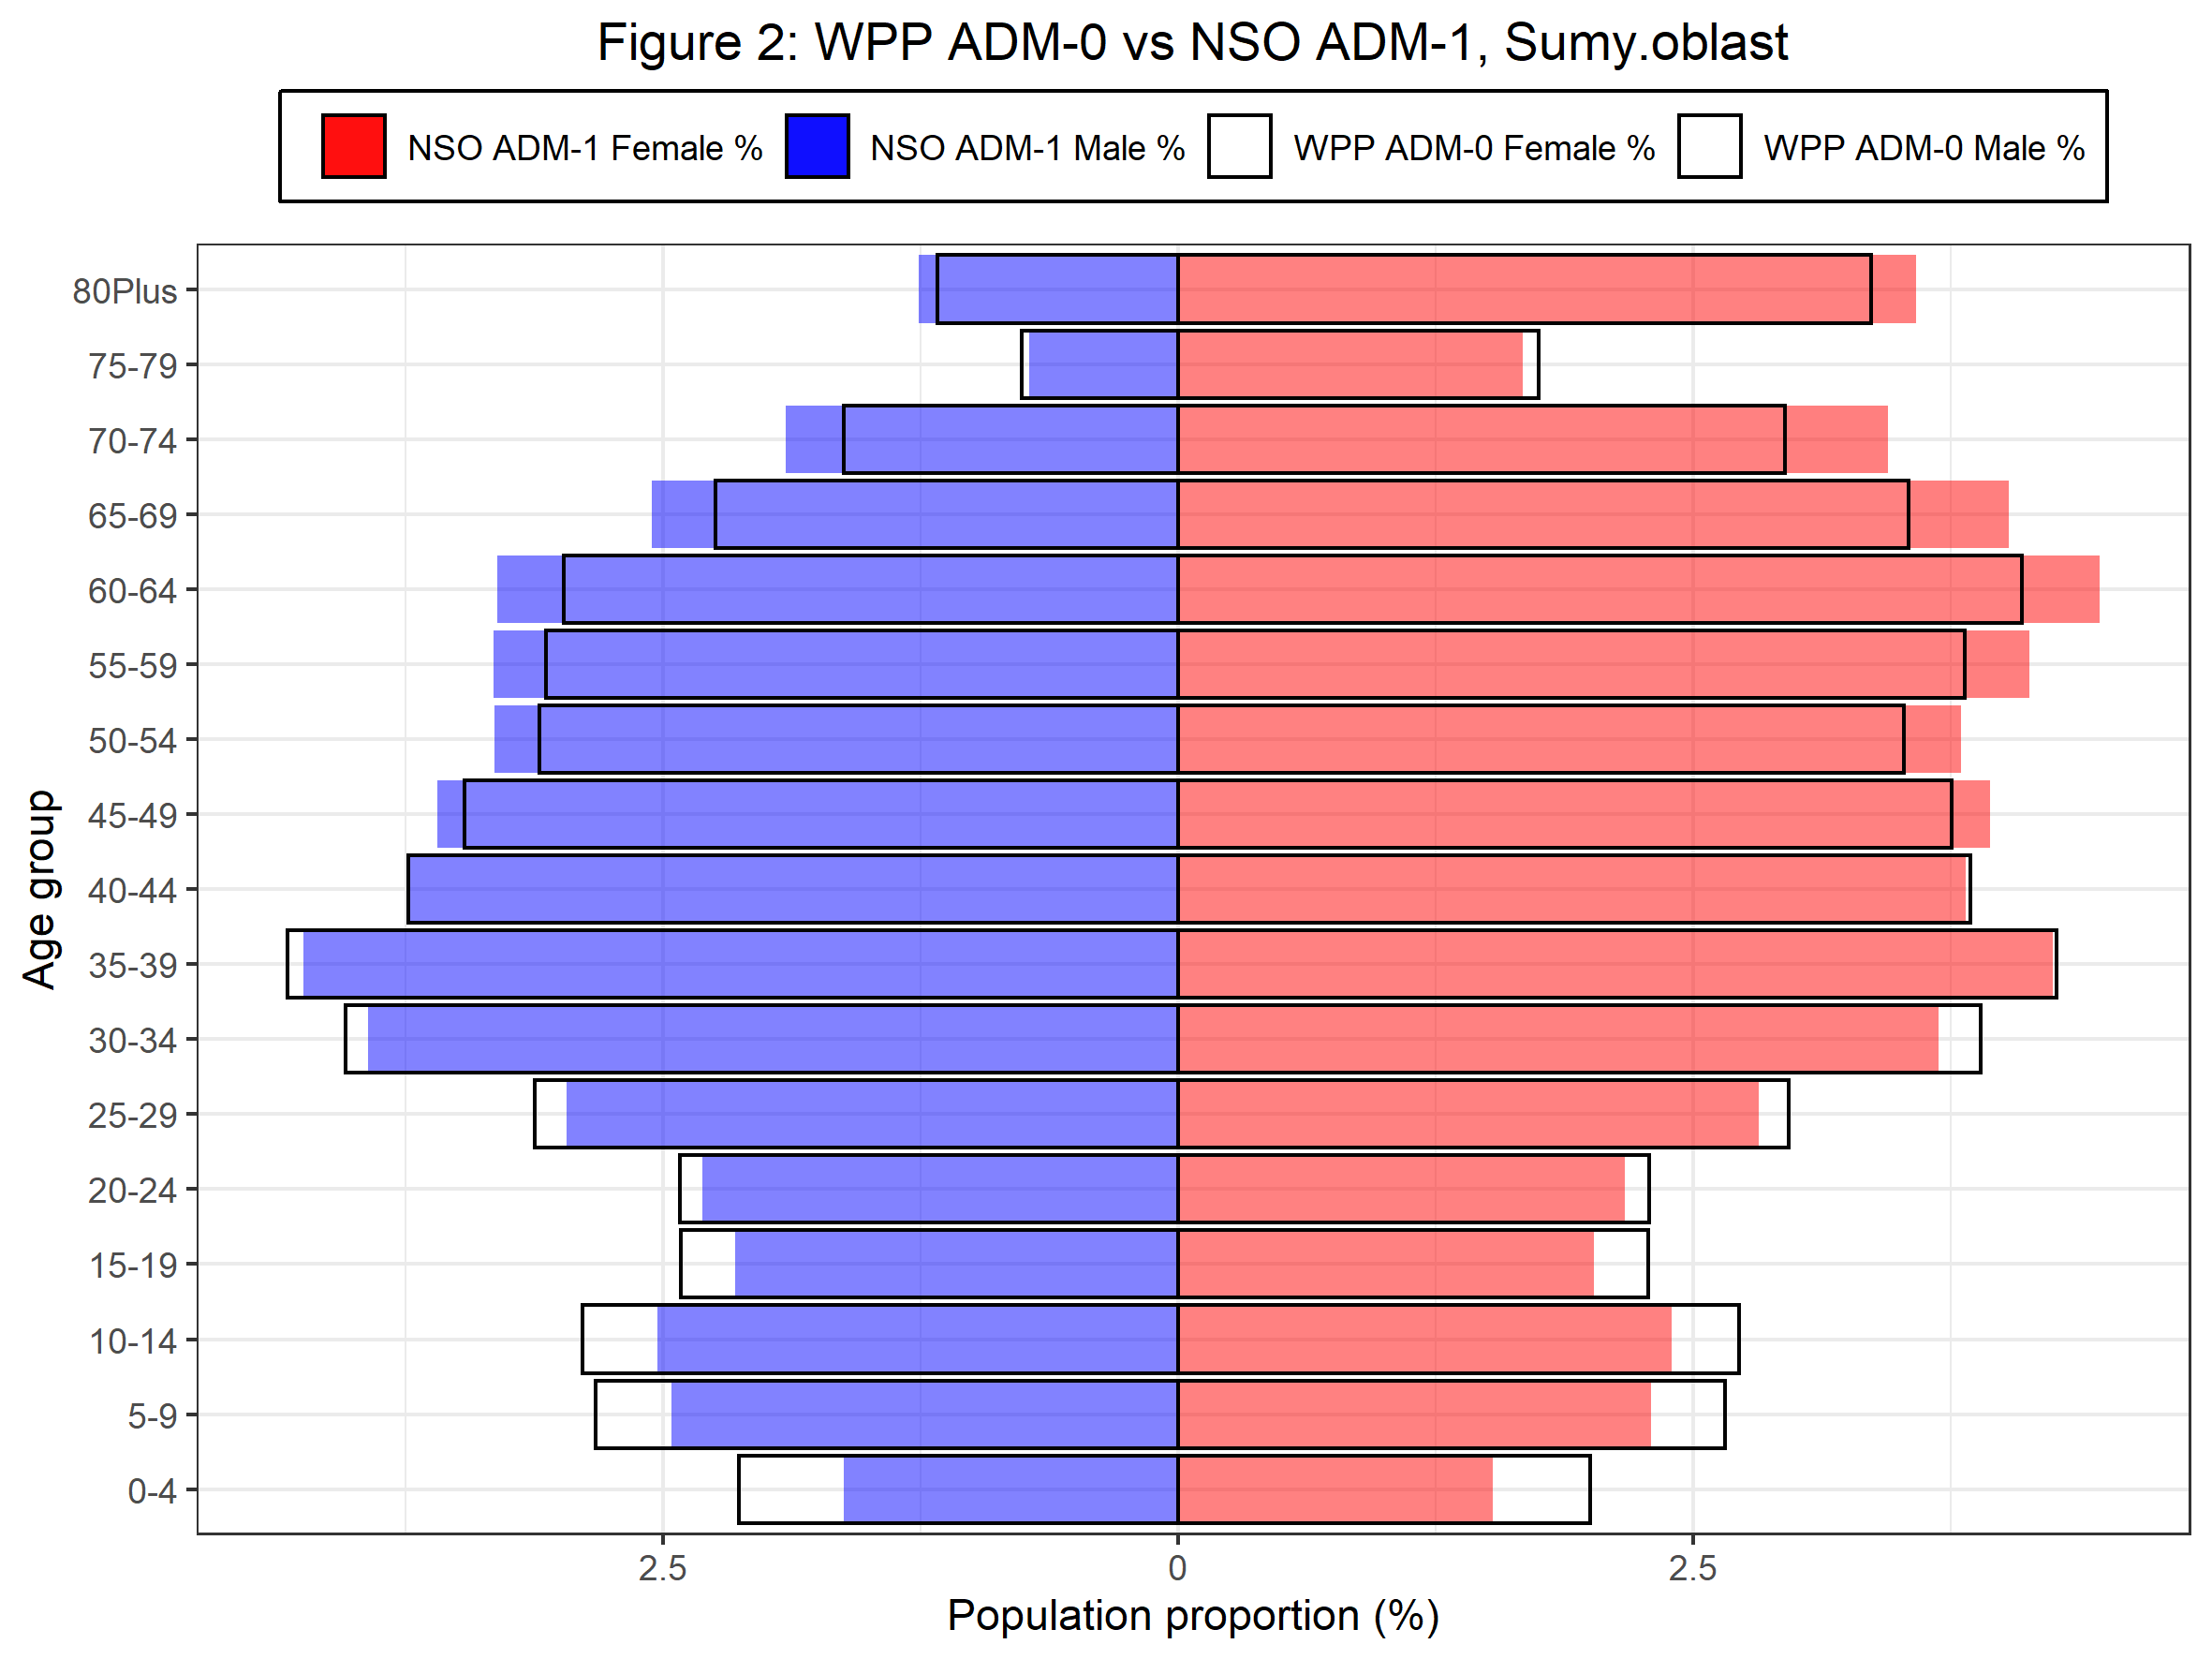 Figure 2: WPP ADM-0 vs NSO ADM-1, Sumy.oblast
NSO ADM-1 Female % NSO ADM-1 Male % WPP ADM-0 Female % WPP ADM-0 Male %
80Plus
75-79
70-74
65-69
60-64
55-59
50-54
45-49
40-44
35-39
30-34
25-29
20-24
15-19
10-14
5-9
0-4
Age group
2.5 0 2.5
Population proportion (%)